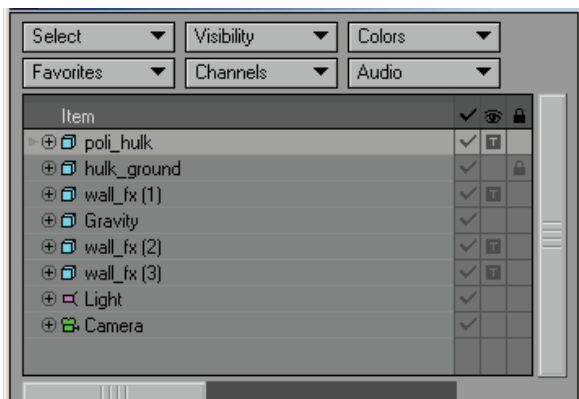 Select Visibility Colors
Favorites Channels Audio
Item
poli_hulk T
hulk_ground
wall_fx (1) T
Gravity
wall_fx (2) T
wall_fx (3) T
Light
Camera